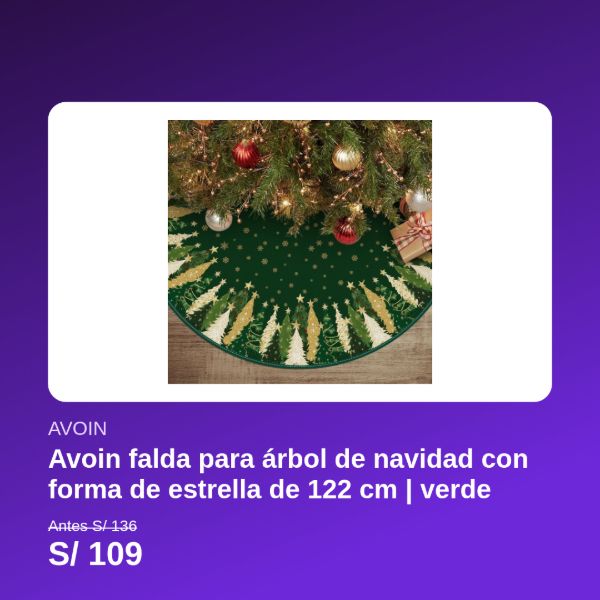 AVOIN
Avoin falda para árbol de navidad con
forma de estrella de 122 cm | verde
Antes S/ 136
S/ 109